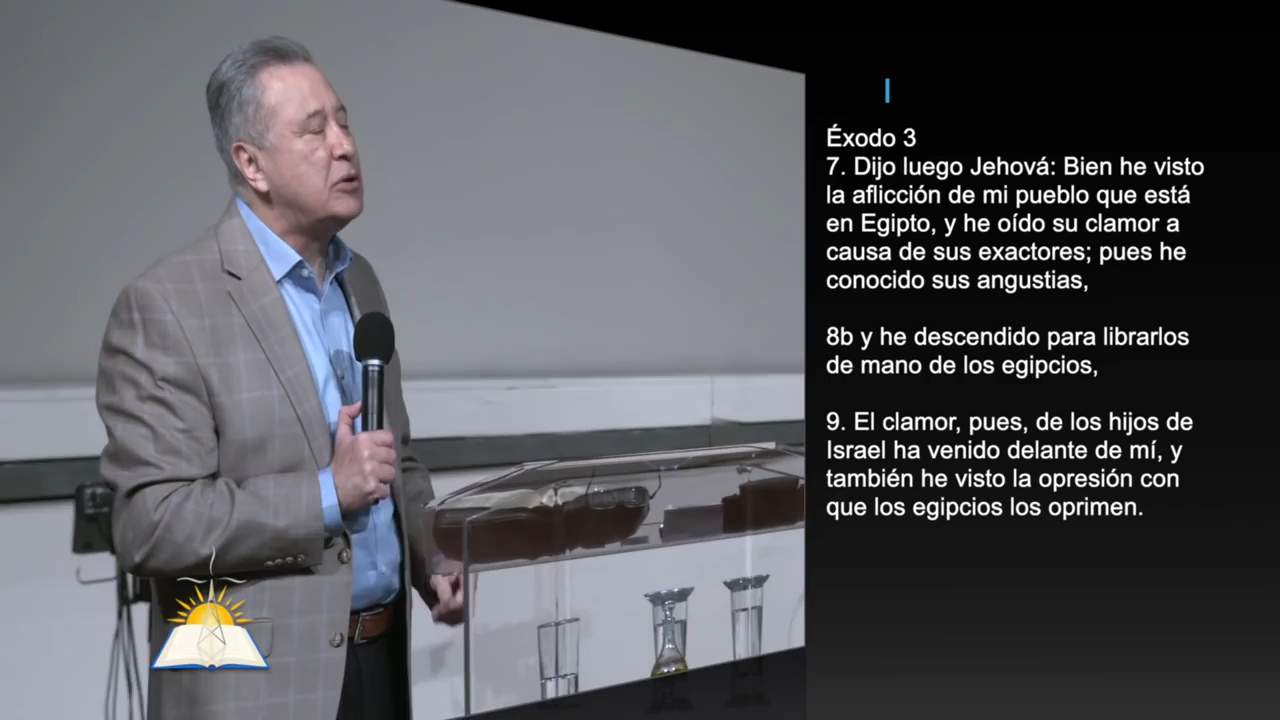 Éxodo 3
7. Dijo luego Jehová: Bien he visto
la aflicción de mi pueblo que está
en Egipto, y he oído su clamor a
causa de sus exactores; pues he
conocido sus angustias,
8b y he descendido para librarlos
de mano de los egipcios,
9. El clamor, pues, de los hijos de
Israel ha venido delante de mí, y
también he visto la opresión con
que los egipcios los oprimen.